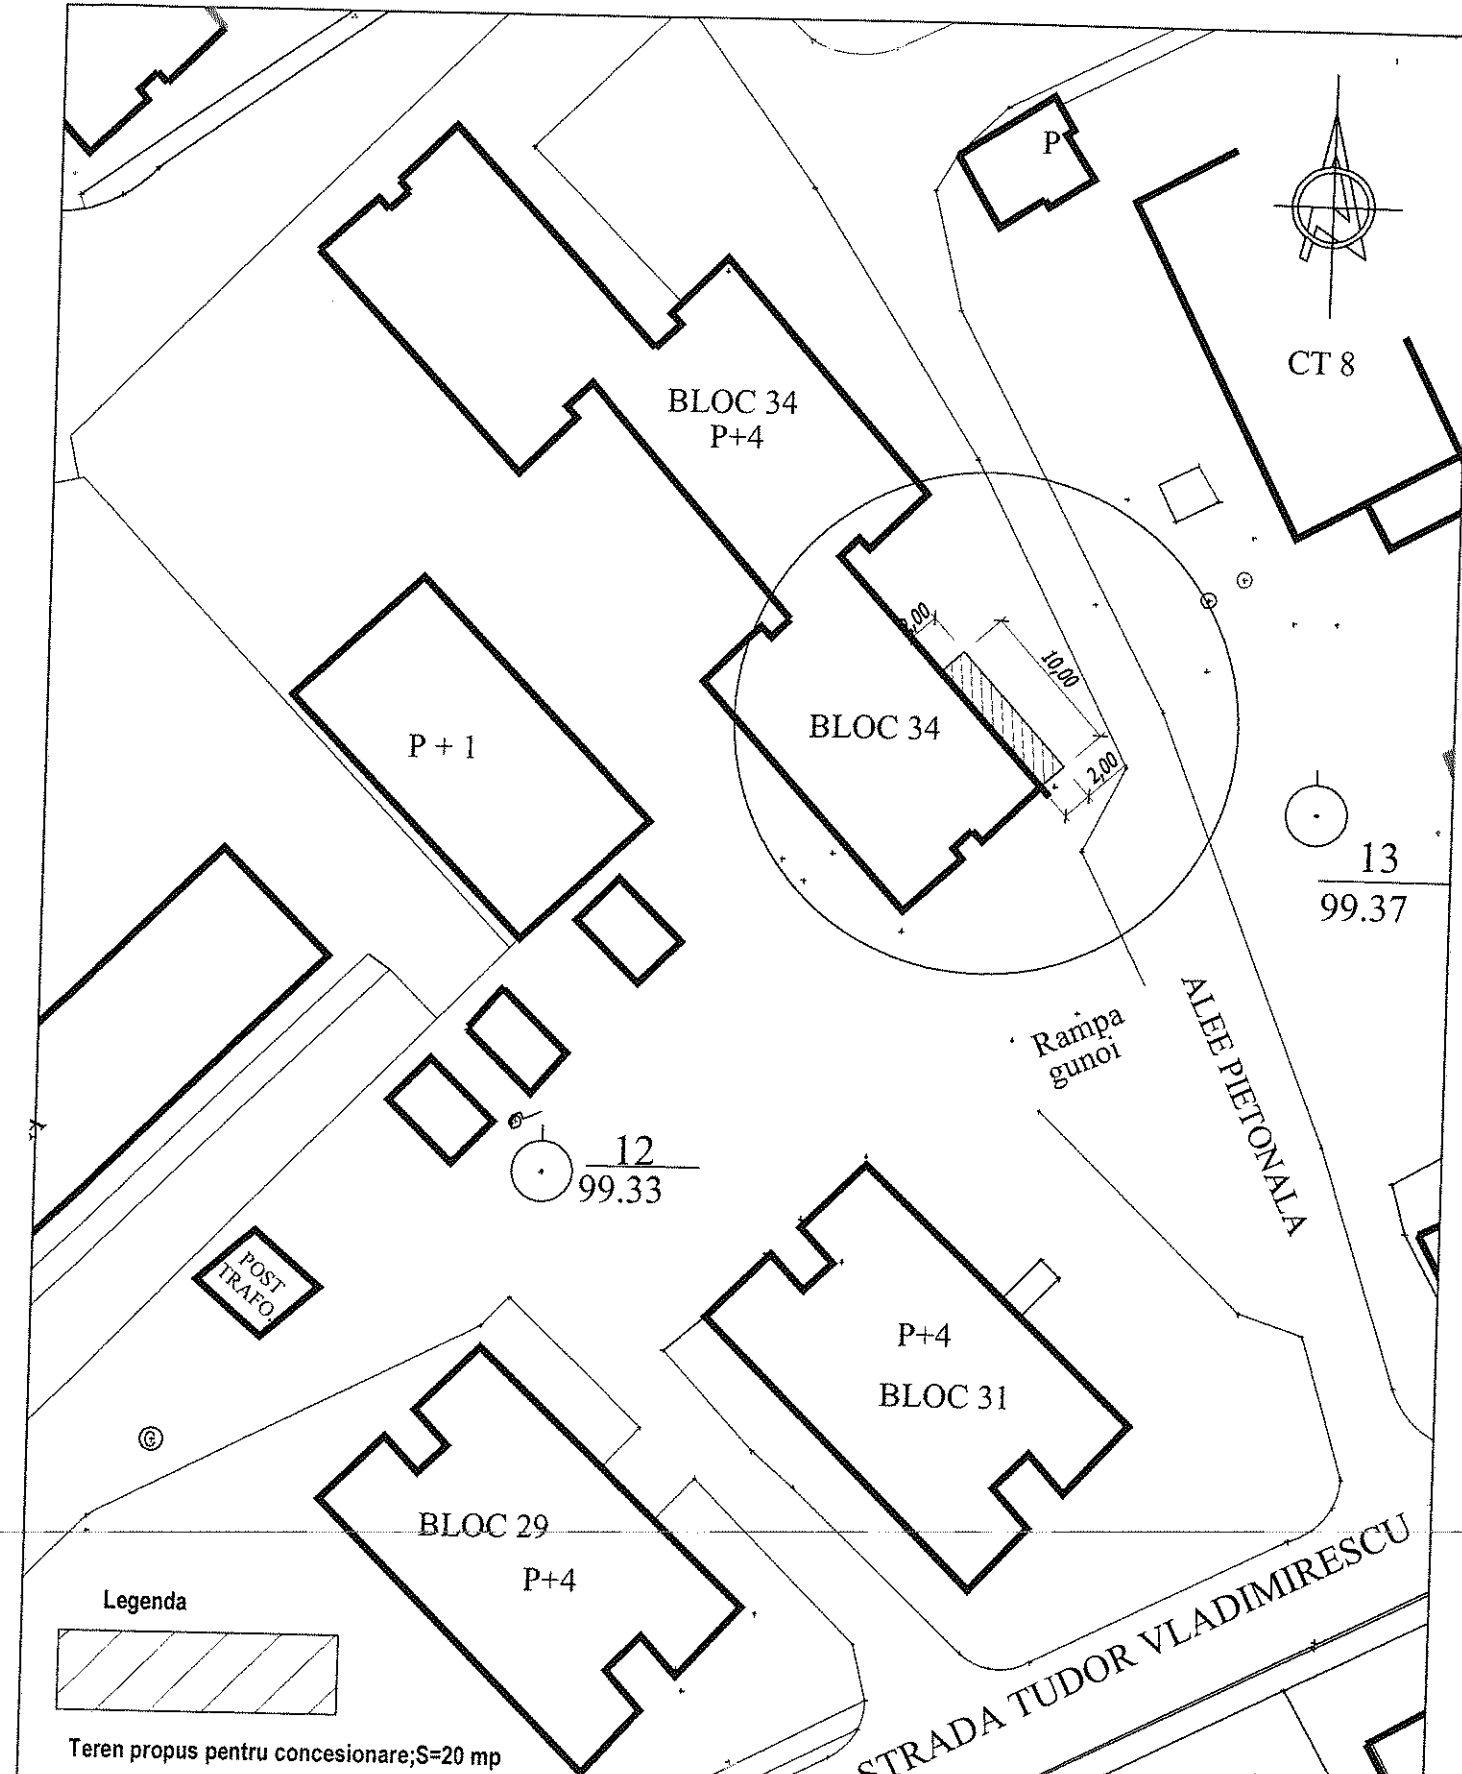 P
CT 8
BLOC 34
P+4
2,00
10,00
BLOC 34
P + 1
2,00
13
99.37
ALEE PIETONALA
Rampa
gunoi
12
99.33
POST
TRAFO.
P+4
BLOC 31
BLOC 29
P+4
STRADA TUDOR VLADIMIRESCU
Legenda
Teren propus pentru concesionare;S=20 mp